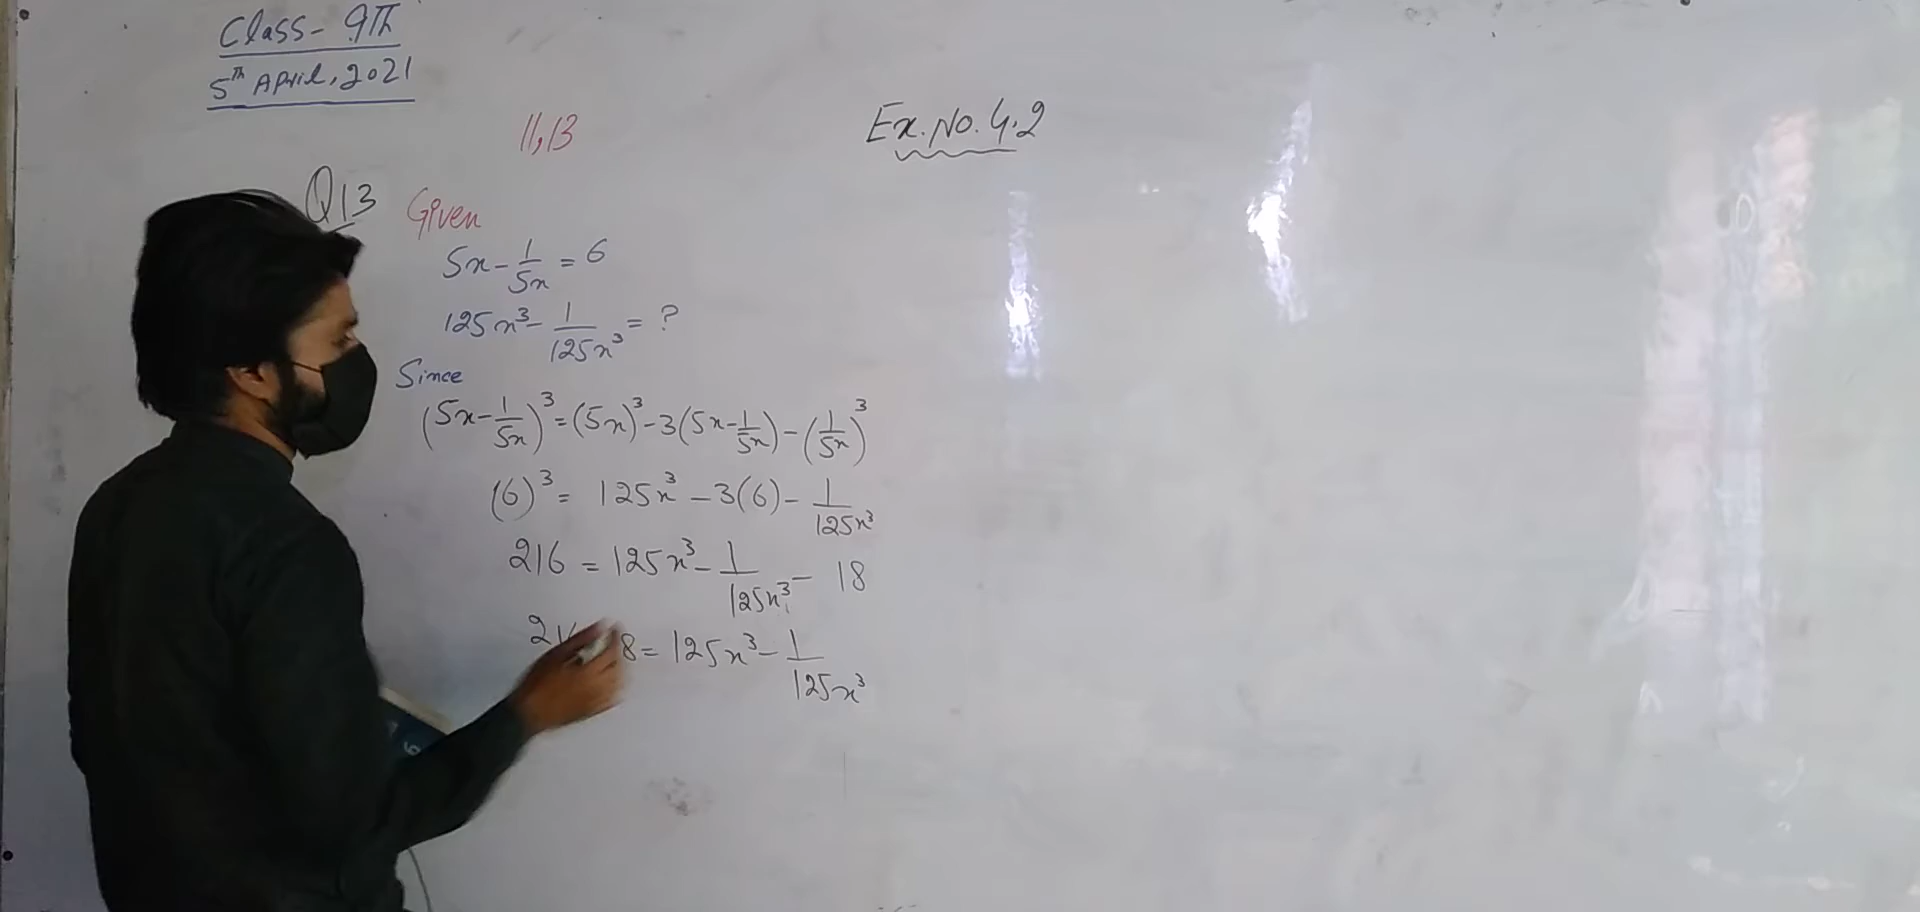 Class- 9Th
5Th April, 2021
11,13
Ex. No. 4.2
Q13 Given
5x - 1/5x = 6
125x³ - 1/125x³ = ?
Since
(5x - 1/5x)³ = (5x)³ - 3(5x - 1/5x) - (1/5x)³
(6)³ = 125x³ - 3(6) - 1/125x³
216 = 125x³ - 1/125x³ - 18
8 = 125x³ - 1/125x³